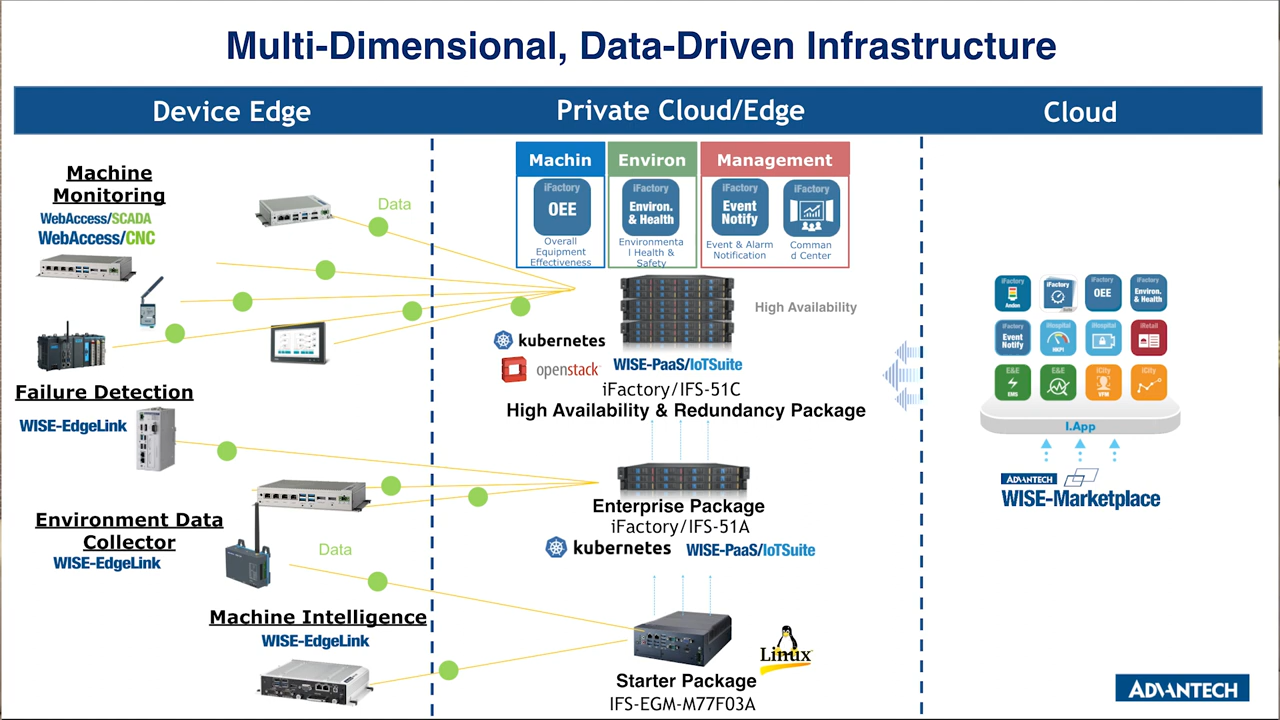 Multi-Dimensional, Data-Driven Infrastructure
Device Edge
Private Cloud/Edge
Cloud
Machine
Monitoring
WebAccess/SCADA
WebAccess/CNC
Data
Failure Detection
WISE-EdgeLink
Environment Data
Collector
WISE-EdgeLink
Data
Machine Intelligence
WISE-EdgeLink
Machin
Environ
Management
iFactory
OEE
Overall
Equipment
Effectiveness
iFactory
Environ.
& Health
Environmenta
l Health &
Safety
iFactory
Event
Notify
Event & Alarm
Notification
iFactory
Comman
d Center
High Availability
kubernetes
openstack
WISE-PaaS/IoTSuite
iFactory/IFS-51C
High Availability & Redundancy Package
Enterprise Package
iFactory/IFS-51A
kubernetes
WISE-PaaS/IoTSuite
Linux
Starter Package
IFS-EGM-M77F03A
iFactory
Andon
iFactory
iFactory
OEE
iFactory
Environ.
& Health
iFactory
Event
Notify
iHospital
HKPI
iHospital
iRetail
E&E
EMS
E&E
iCity
VPM
iCity
I.App
ADVANTECH
WISE-Marketplace
ADVANTECH